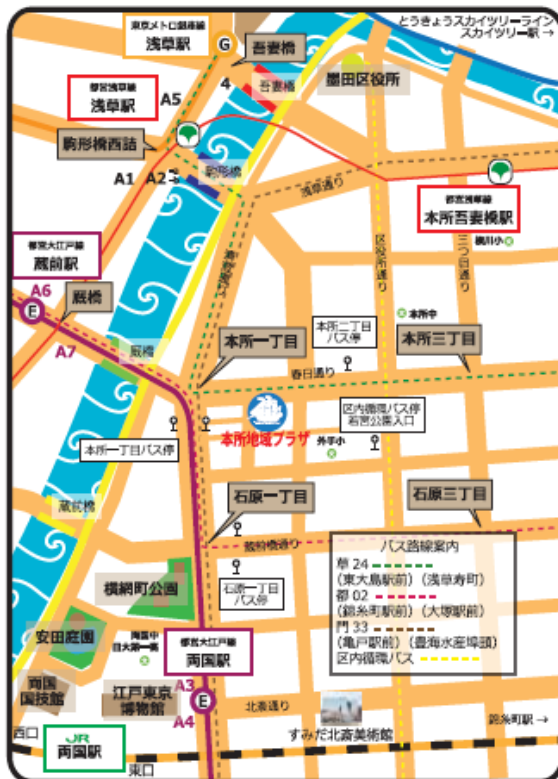 とうきょうスカイツリーライン
スカイツリー駅 →
東京メトロ銀座線
浅草駅
G
吾妻橋
都営浅草線
浅草駅
A5
4
吾妻橋
墨田区役所
駒形橋西詰
A1
A2
駒形橋
浅草通り
都営浅草線
本所吾妻橋駅
都営大江戸線
蔵前駅
区役所通り
三つ目通り
横川小
A6
E
厩橋
本所中
本所一丁目
本所二丁目
バス停
本所三丁目
A7
厩橋
春日通り
本所地域プラザ
区内循環バス停
若宮公園入口
本所一丁目バス停
外手小
蔵前橋
石原一丁目
石原三丁目
蔵前橋通り
バス路線案内
草 24
(東大島駅前) (浅草寿町)
都 02
(錦糸町駅前) (大塚駅前)
門 33
(亀戸駅前) (豊海水産埠頭)
区内循環バス
石原一丁目
バス停
横網町公園
安田庭園
両国中
日大第一高
都営大江戸線
両国駅
両国
国技館
江戸東京
博物館
A3
E
A4
北斎通り
すみだ北斎美術館
錦糸町駅 →
西口
JR
両国駅
東口